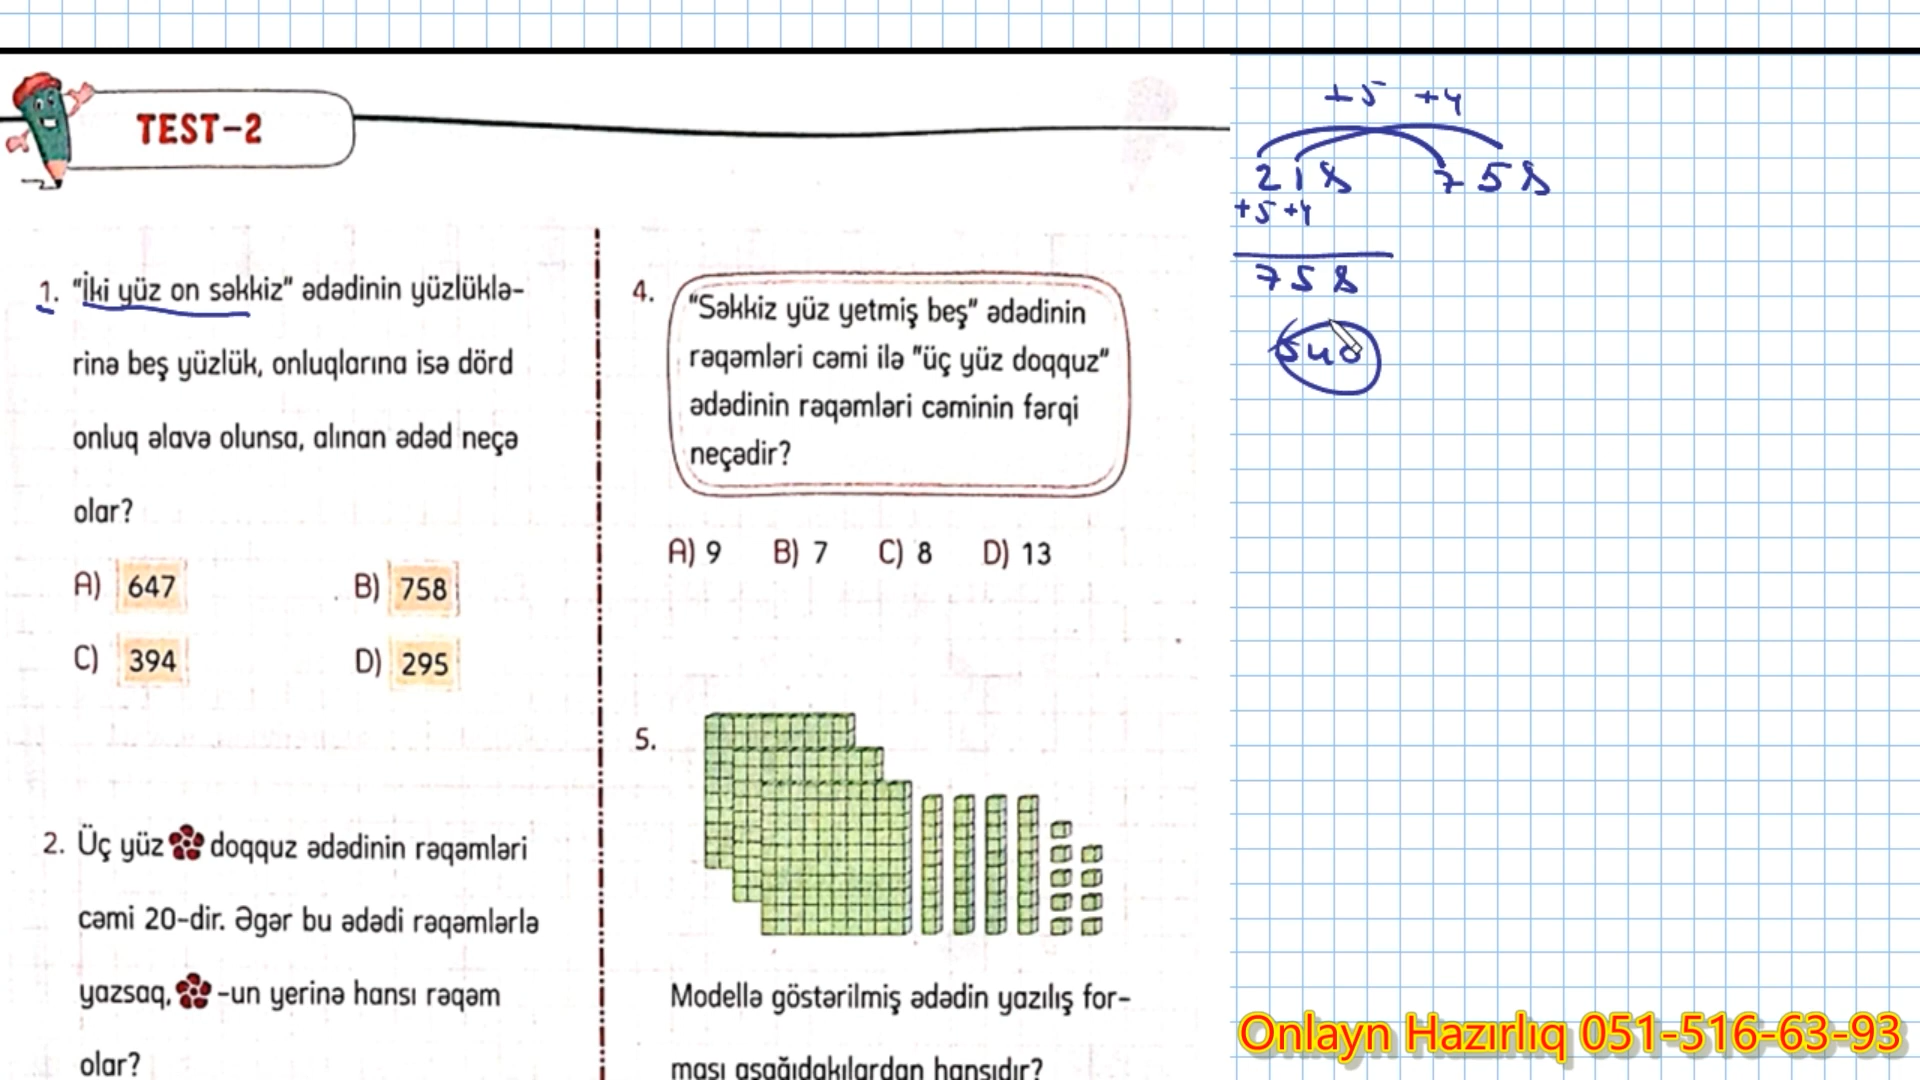 TEST-2
1. "İki yüz on səkkiz" ədədinin yüzlüklə-
rinə beş yüzlük, onluqlarına isə dörd
onluq əlavə olunsa, alınan ədəd neçə
olar?
A) 647 B) 758
C) 394 D) 295
2. Üç yüz doqquz ədədinin rəqəmləri
cəmi 20-dir. Əgər bu ədədi rəqəmlərlə
yazsaq, -un yerinə hansı rəqəm
olar?
4. "Səkkiz yüz yetmiş beş" ədədinin
rəqəmləri cəmi ilə "üç yüz doqquz"
ədədinin rəqəmləri cəminin fərqi
neçədir?
A) 9 B) 7 C) 8 D) 13
5.
Modellə göstərilmiş ədədin yazılış for-
ması aşağıdakılardan hansıdır?
+5 +4
218 758
+5 +4
758
540
Onlayn Hazırlıq 051-516-63-93